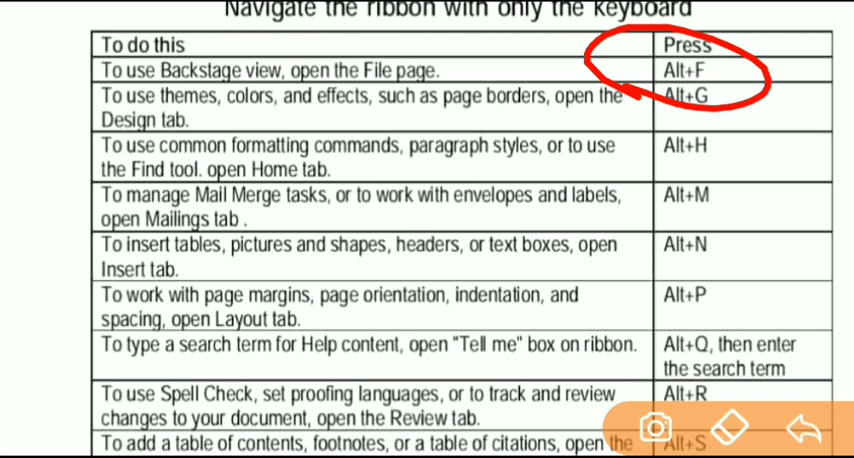 Navigate the ribbon with only the keyboard
To do this Press
To use Backstage view, open the File page. Alt+F
To use themes, colors, and effects, such as page borders, open the Alt+G
Design tab.
To use common formatting commands, paragraph styles, or to use Alt+H
the Find tool. open Home tab.
To manage Mail Merge tasks, or to work with envelopes and labels, Alt+M
open Mailings tab .
To insert tables, pictures and shapes, headers, or text boxes, open Alt+N
Insert tab.
To work with page margins, page orientation, indentation, and Alt+P
spacing, open Layout tab.
To type a search term for Help content, open "Tell me" box on ribbon. Alt+Q, then enter
the search term
To use Spell Check, set proofing languages, or to track and review Alt+R
changes to your document, open the Review tab.
To add a table of contents, footnotes, or a table of citations, open the Alt+S